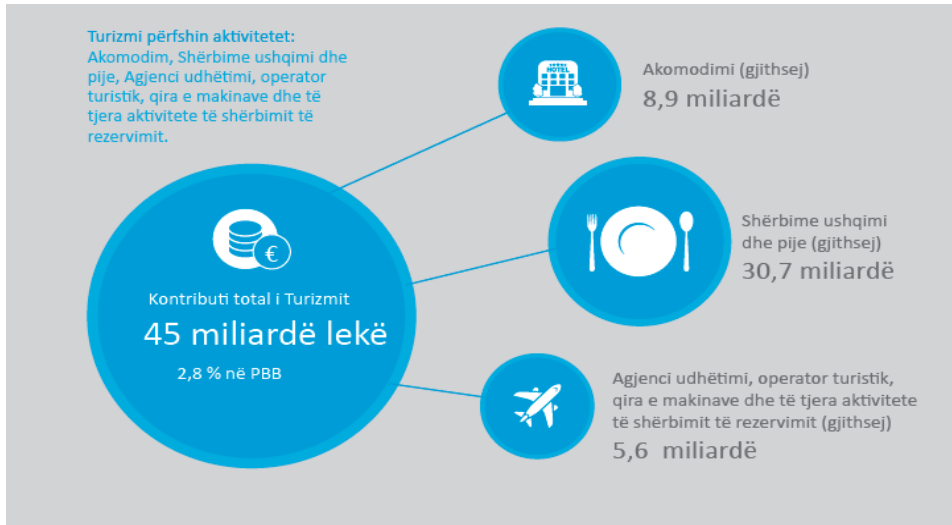 Turizmi përfshin aktivitetet:
Akomodim, Shërbime ushqimi dhe
pije, Agjenci udhëtimi, operator
turistik, qira e makinave dhe të
tjera aktivitete të shërbimit të
rezervimit.
HOTEL
Akomodimi (gjithsej)
8,9 miliardë
€
Kontributi total i Turizmit
45 miliardë lekë
2,8 % në PBB
Shërbime ushqimi
dhe pije (gjithsej)
30,7 miliardë
Agjenci udhëtimi, operator turistik,
qira e makinave dhe të tjera aktivitete
të shërbimit të rezervimit (gjithsej)
5,6 miliardë